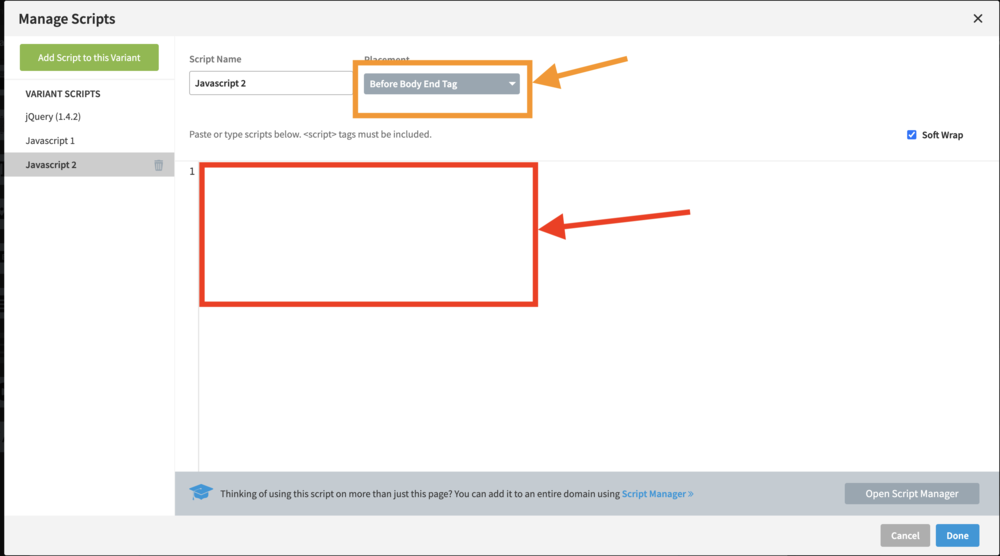 Manage Scripts
Add Script to this Variant
VARIANT SCRIPTS
jQuery (1.4.2)
Javascript 1
Javascript 2
Script Name
Placement
Javascript 2
Before Body End Tag
Paste or type scripts below. <script> tags must be included.
Soft Wrap
1
Thinking of using this script on more than just this page? You can add it to an entire domain using Script Manager »
Open Script Manager
Cancel
Done